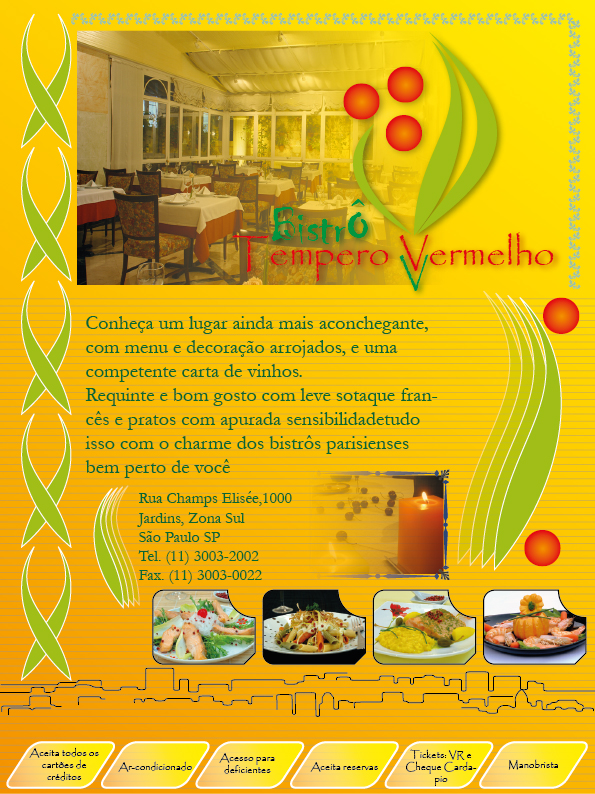 Bistrô
Tempero Vermelho
Conheça um lugar ainda mais aconchegante,
com menu e decoração arrojados, e uma
competente carta de vinhos.
Requinte e bom gosto com leve sotaque fran-
cês e pratos com apurada sensibilidadetudo
isso com o charme dos bistrôs parisienses
bem perto de você
Rua Champs Elisée,1000
Jardins, Zona Sul
São Paulo SP
Tel. (11) 3003-2002
Fax. (11) 3003-0022
Aceita todos os
cartões de
créditos
Ar-condicionado
Acesso para
deficientes
Aceita reservas
Tickets: VR e
Cheque Carda-
pio
Manobrista